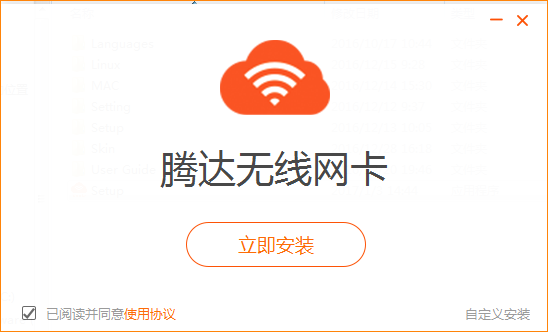 腾达无线网卡
立即安装
已阅读并同意使用协议
自定义安装